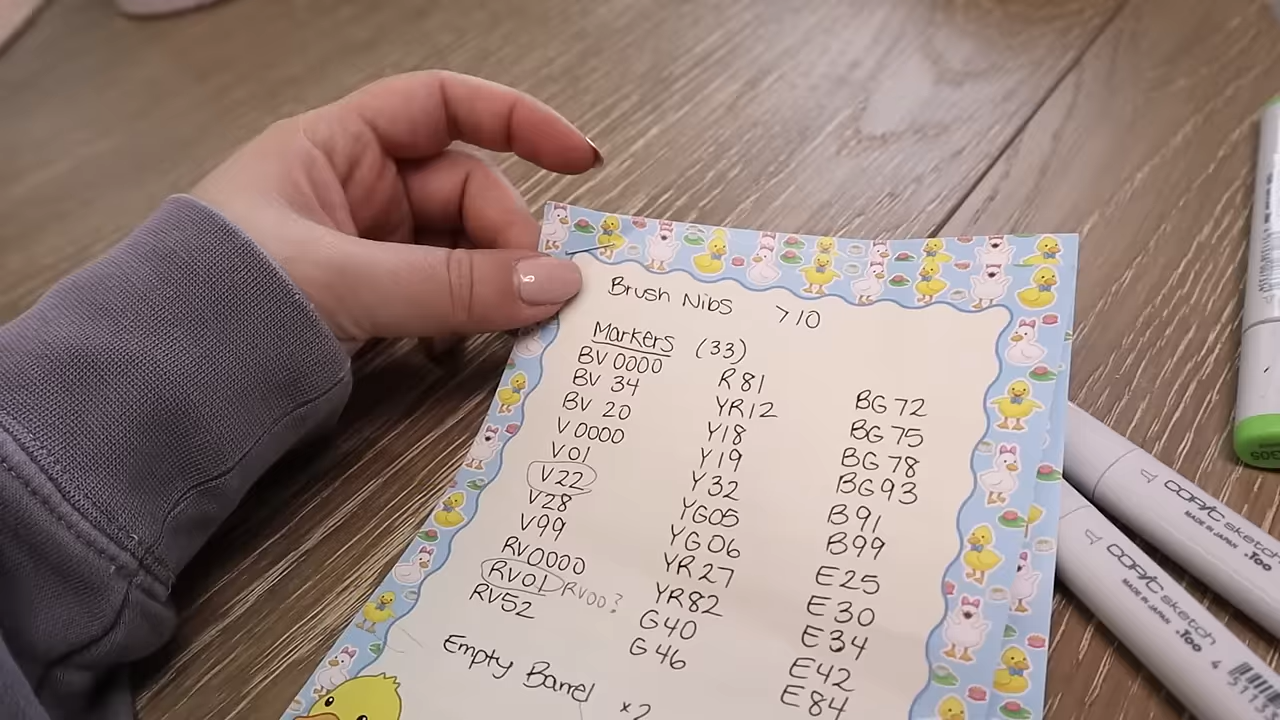 Brush Nibs >10
Markers (33)
BV 0000
BV 34
BV 20
V 0000
V01
V22
V28
V99
RV0000
RV01 RV00?
RV52
R81
YR12
Y18
Y19
Y32
YG05
YG06
YR27
YR82
G40
G46
BG72
BG75
BG78
BG93
B91
B99
E25
E30
E34
E42
E84
Empty Barrel x2
COPIC sketch
MADE IN JAPAN .Too
COPIC sketch
MADE IN JAPAN .Too 4